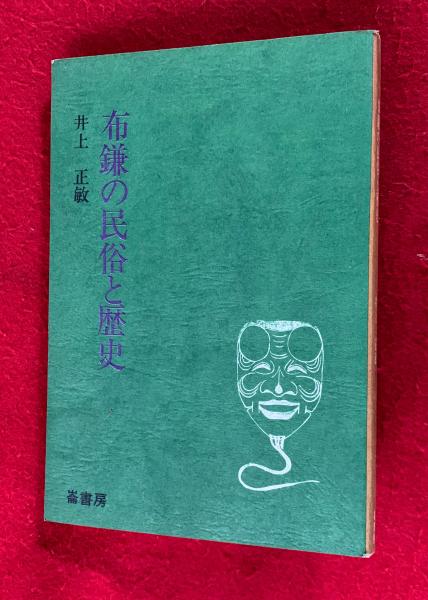 布鎌の民俗と歴史
井上 正敏
崙書房